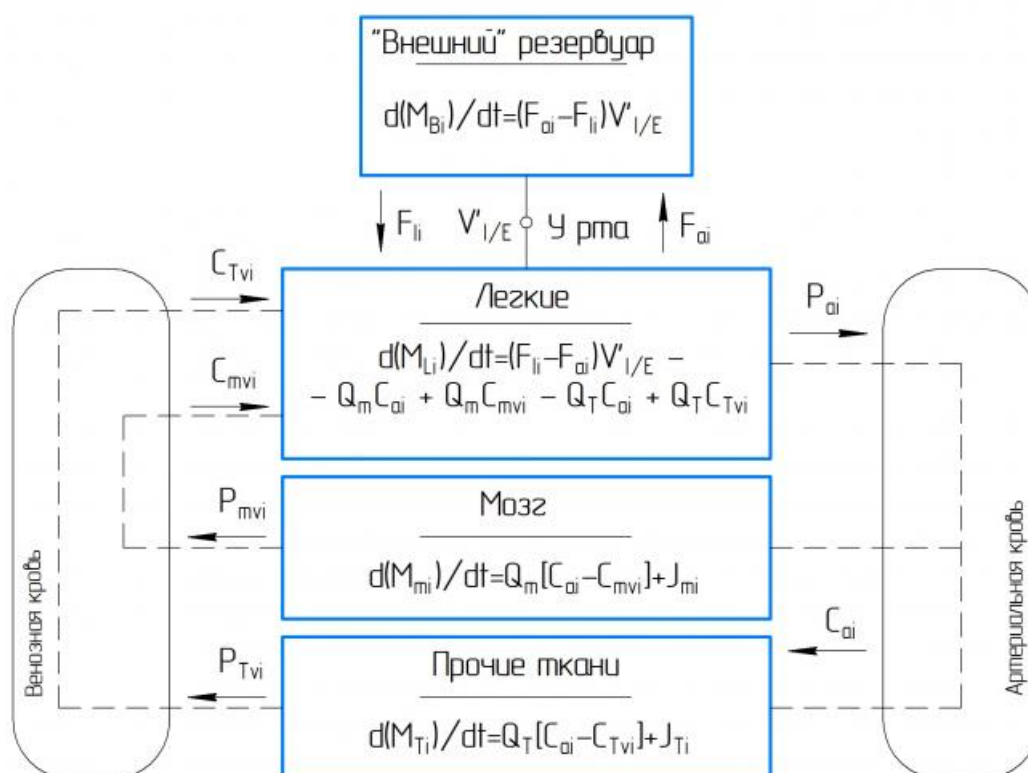 "Внешний" резервуар
d(M_Bi)/dt=(F_ai-F_li)V'_I/E
F_li V'_I/E У рта F_ai
C_Tvi
Легкие
P_ai
d(M_Li)/dt=(F_li-F_ai)V'_I/E -
- Q_mC_ai + Q_mC_mvi - Q_TC_ai + Q_TC_Tvi
C_mvi
Мозг
P_mvi
d(M_mi)/dt=Q_m[C_ai-C_mvi]+J_mi
C_ai
Прочие ткани
P_Tvi
d(M_Ti)/dt=Q_T[C_ai-C_Tvi]+J_Ti
Венозная кровь
Артериальная кровь